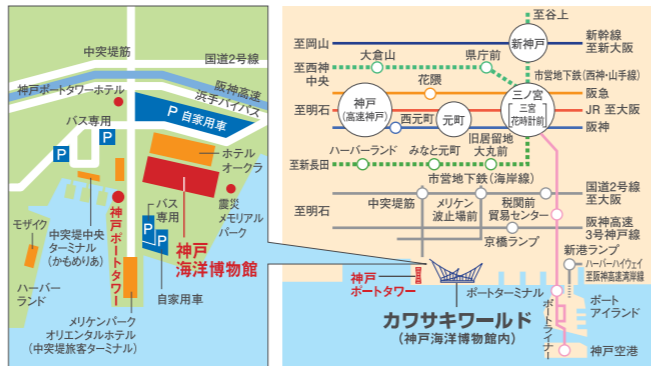 中突堤筋
国道2号線
阪神高速
浜手バイパス
神戸ポートタワーホテル
バス専用
P
P
P 自家用車
ホテル
オークラ
神戸ポートタワー
中突堤中央
ターミナル
(かもめりあ)
モザイク
ハーバー
ランド
バス
専用
P
P
自家用車
震災
メモリアル
パーク
神戸
海洋博物館
メリケンパーク
オリエンタルホテル
(中突堤旅客ターミナル)
至谷上
至岡山
新神戸
新幹線
至新大阪
至西神
中央
大倉山
県庁前
市営地下鉄(西神・山手線)
花隈
阪急
至明石
神戸
(高速神戸)
西元町
元町
三ノ宮
三宮
花時計前
JR 至大阪
阪神
ハーバーランド
みなと元町
旧居留地
大丸前
至新長田
市営地下鉄(海岸線)
国道2号線
至大阪
至明石
中突堤筋
メリケン
波止場前
税関前
貿易センター
阪神高速
3号神戸線
京橋ランプ
新港ランプ
ハーバーハイウェイ
至阪神高速湾岸線
神戸
ポートタワー
ポートターミナル
カワサキワールド
(神戸海洋博物館内)
ポートライナー
ポート
アイランド
神戸空港